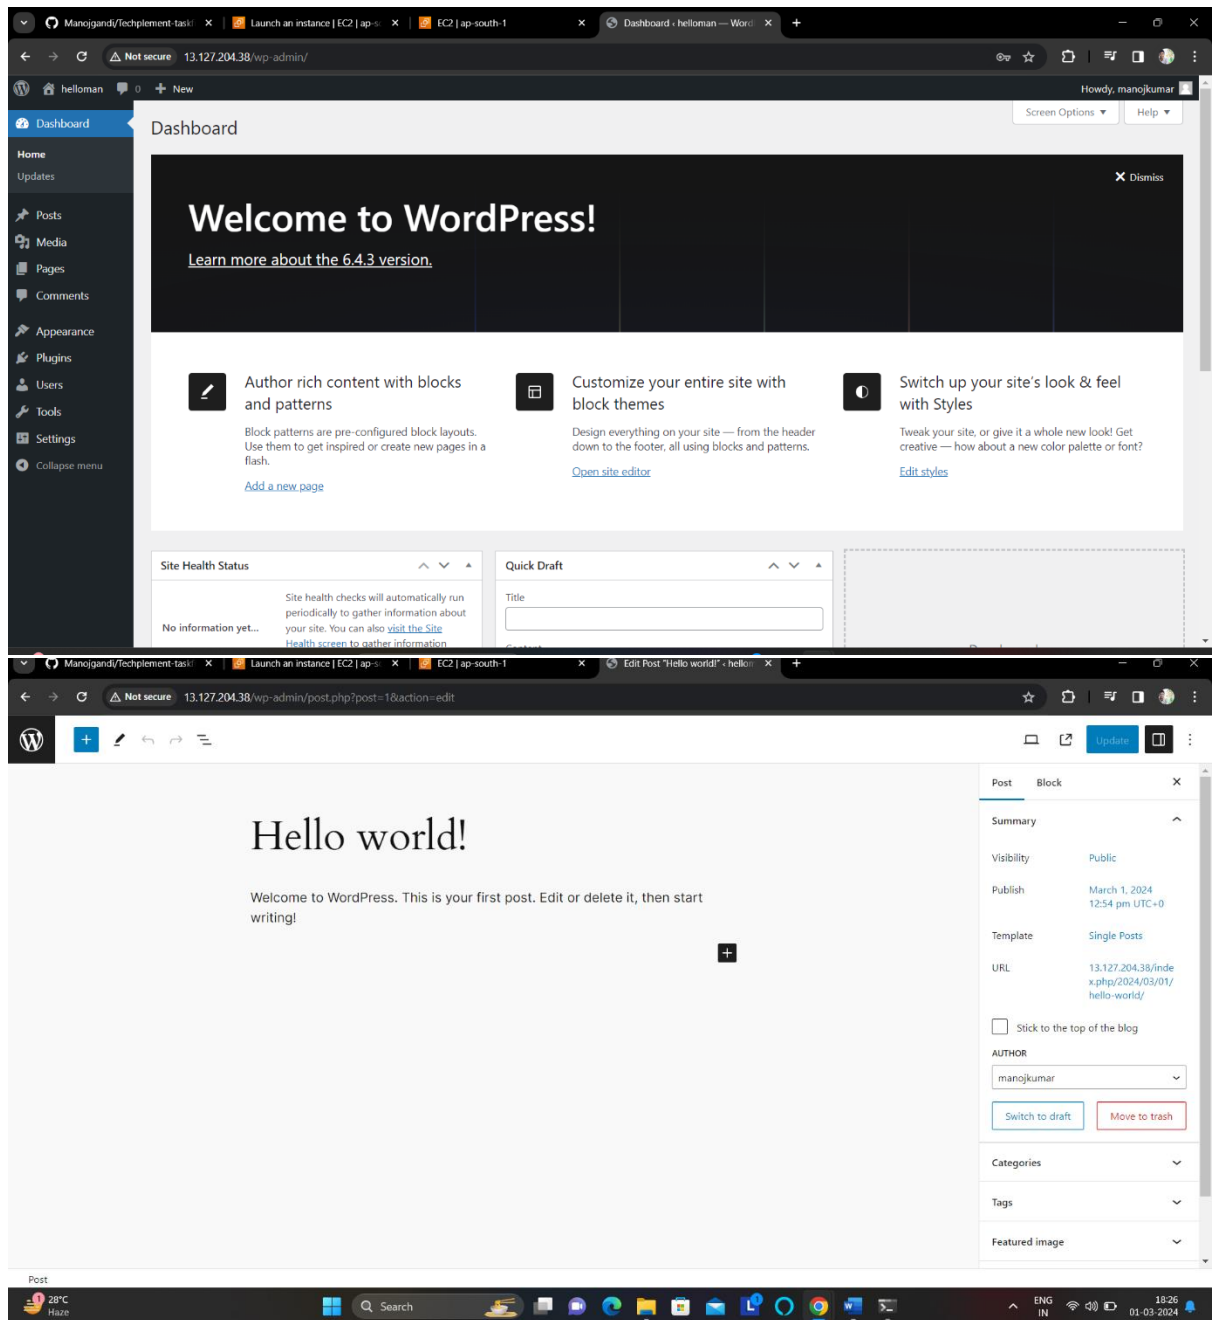 Manojgandi/Techplement-task
Launch an instance | EC2 | ap-s
EC2 | ap-south-1
Dashboard ‹ helloman — Word
Not secure 13.127.204.38/wp-admin/
helloman 0 New
Howdy, manojkumar
Screen Options Help
Dashboard
Home
Updates
Posts
Media
Pages
Comments
Appearance
Plugins
Users
Tools
Settings
Collapse menu
Dashboard
Dismiss
Welcome to WordPress!
Learn more about the 6.4.3 version.
Author rich content with blocks
and patterns
Block patterns are pre-configured block layouts.
Use them to get inspired or create new pages in a
flash.
Add a new page
Customize your entire site with
block themes
Design everything on your site — from the header
down to the footer, all using blocks and patterns.
Open site editor
Switch up your site's look & feel
with Styles
Tweak your site, or give it a whole new look! Get
creative — how about a new color palette or font?
Edit styles
Site Health Status
No information yet...
Site health checks will automatically run
periodically to gather information about
your site. You can also visit the Site
Health screen to gather information
Quick Draft
Title
Manojgandi/Techplement-task
Launch an instance | EC2 | ap-s
EC2 | ap-south-1
Edit Post "Hello world!" ‹ hellom
Not secure 13.127.204.38/wp-admin/post.php?post=1&action=edit
Update
Hello world!
Welcome to WordPress. This is your first post. Edit or delete it, then start
writing!
Post Block
Summary
Visibility Public
Publish March 1, 2024
12:54 pm UTC+0
Template Single Posts
URL 13.127.204.38/inde
x.php/2024/03/01/
hello-world/
Stick to the top of the blog
AUTHOR
manojkumar
Switch to draft Move to trash
Categories
Tags
Featured image
Post
1
28°C
Haze
Search
ENG
IN
18:26
01-03-2024